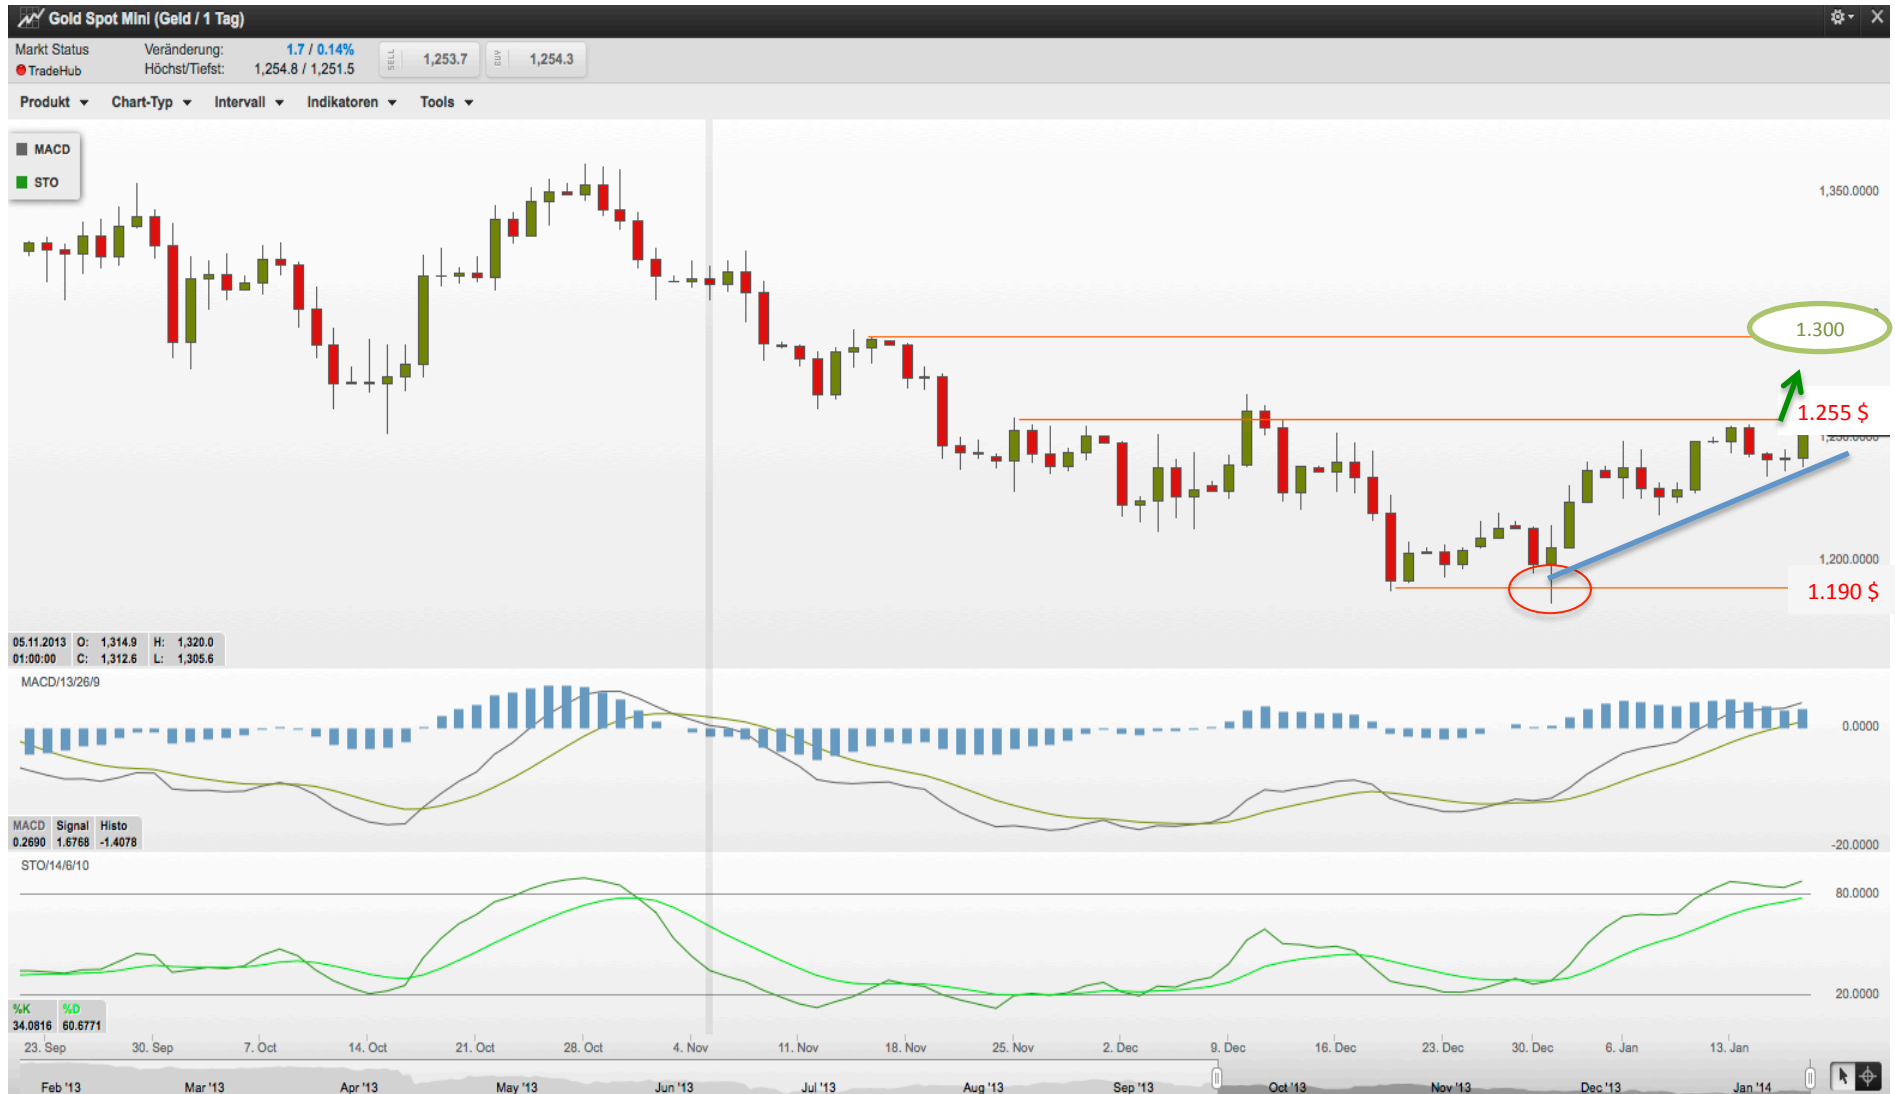 Gold Spot Mini (Geld / 1 Tag)
Markt Status Veränderung: 1.7 / 0.14% SELL 1,253.7 BUY 1,254.3
TradeHub Höchst/Tiefst: 1,254.8 / 1,251.5
Produkt Chart-Typ Intervall Indikatoren Tools
MACD
STO
1,350.0000
1.300
1.255 $
1,250.0000
1,200.0000
1.190 $
05.11.2013 O: 1,314.9 H: 1,320.0
01:00:00 C: 1,312.6 L: 1,305.6
MACD/13/26/9
0.0000
MACD Signal Histo
0.2690 1.6768 -1.4078
-20.0000
STO/14/6/10
80.0000
20.0000
%K %D
34.0816 60.6771
23. Sep 30. Sep 7. Oct 14. Oct 21. Oct 28. Oct 4. Nov 11. Nov 18. Nov 25. Nov 2. Dec 9. Dec 16. Dec 23. Dec 30. Dec 6. Jan 13. Jan
Feb '13 Mar '13 Apr '13 May '13 Jun '13 Jul '13 Aug '13 Sep '13 Oct '13 Nov '13 Dec '13 Jan '14